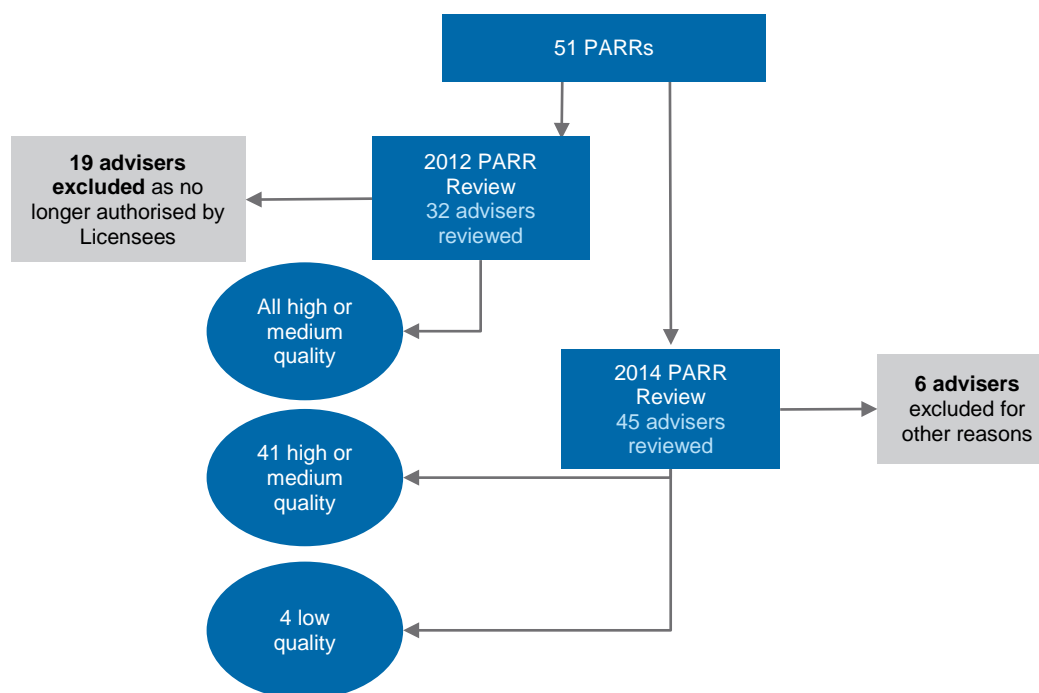 51 PARRs
19 advisers
excluded as no
longer authorised by
Licensees
2012 PARR
Review
32 advisers
reviewed
All high or
medium
quality
2014 PARR
Review
45 advisers
reviewed
6 advisers
excluded for
other reasons
41 high or
medium
quality
4 low
quality